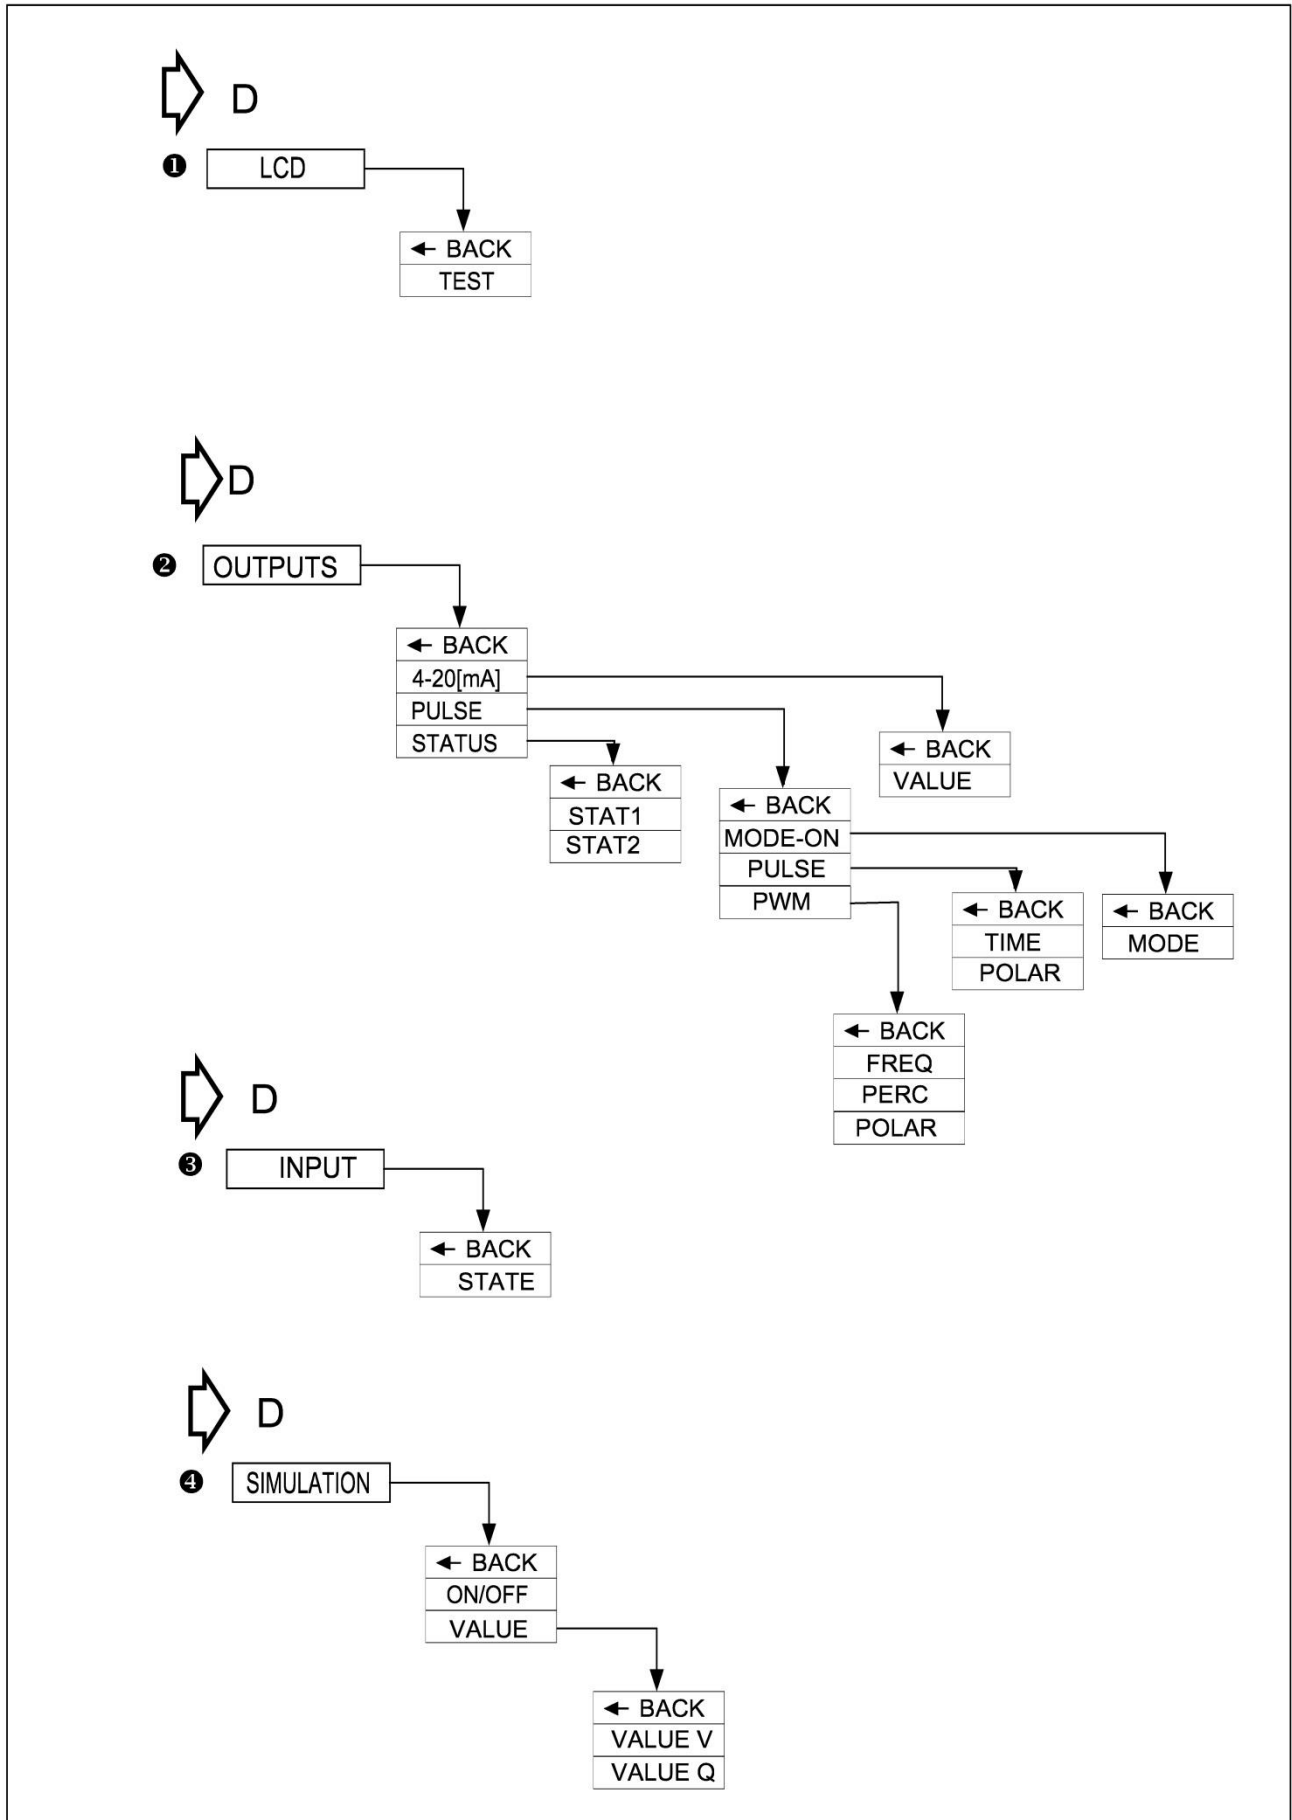 D
❶ LCD
← BACK
TEST
D
❷ OUTPUTS
← BACK
4-20[mA]
PULSE
STATUS
← BACK
VALUE
← BACK
STAT1
STAT2
← BACK
MODE-ON
PULSE
PWM
← BACK
TIME
POLAR
← BACK
MODE
← BACK
FREQ
PERC
POLAR
D
❸ INPUT
← BACK
STATE
D
❹ SIMULATION
← BACK
ON/OFF
VALUE
← BACK
VALUE V
VALUE Q